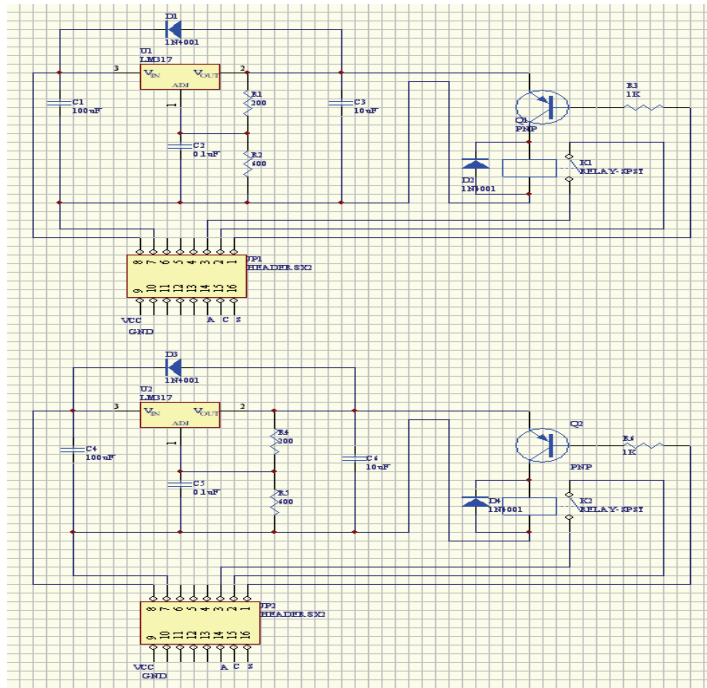 D1
1N4001
U1
LM317
3
VIN
VOUT
2
ADJ
1
R1
200
C1
100uF
C3
10uF
C2
0.1uF
R2
600
R3
1K
Q1
PNP
D2
1N4001
K1
RELAY-SPST
JP1
HEADER 8X2
8 7 6 5 4 3 2 1
9 10 11 12 13 14 15 16
VCC
A C S
GND
D3
1N4001
U2
LM317
3
VIN
VOUT
2
ADJ
1
R4
200
C4
100uF
C6
10uF
C5
0.1uF
R5
600
Q2
R6
1K
PNP
D4
1N4001
K2
RELAY-SPST
JP2
HEADER 8X2
8 7 6 5 4 3 2 1
9 10 11 12 13 14 15 16
VCC
A C S
GND